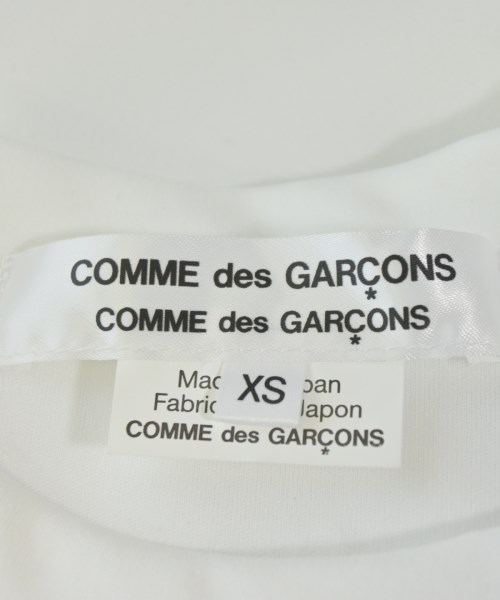 COMME des GARÇONS
COMME des GARÇONS
XS
Mac pan
Fabric Japon
COMME des GARÇONS